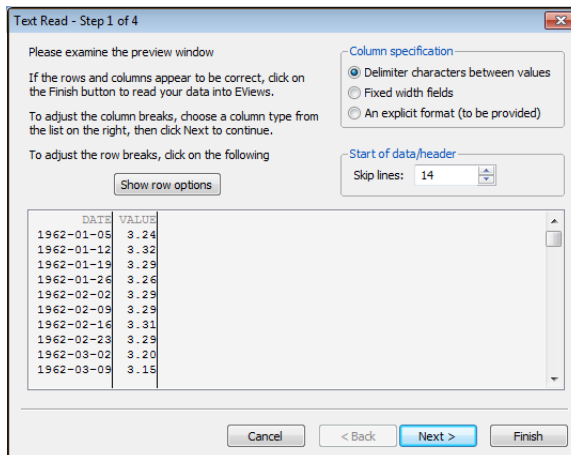 Text Read - Step 1 of 4
Please examine the preview window
If the rows and columns appear to be correct, click on
the Finish button to read your data into EViews.
To adjust the column breaks, choose a column type from
the list on the right, then click Next to continue.
To adjust the row breaks, click on the following
Show row options
Column specification
Delimiter characters between values
Fixed width fields
An explicit format (to be provided)
Start of data/header
Skip lines: 14
DATE VALUE
1962-01-05 3.24
1962-01-12 3.32
1962-01-19 3.29
1962-01-26 3.26
1962-02-02 3.29
1962-02-09 3.29
1962-02-16 3.31
1962-02-23 3.29
1962-03-02 3.20
1962-03-09 3.15
Cancel < Back Next > Finish